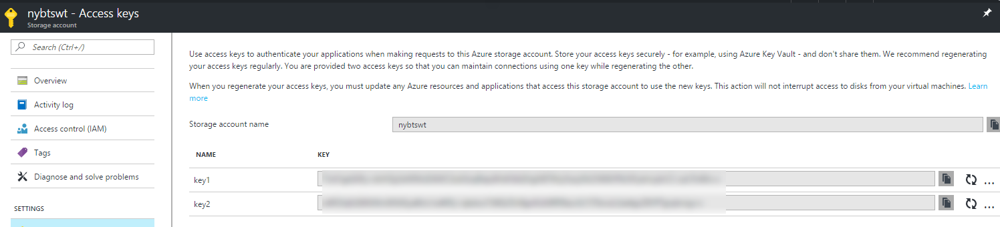 nybtswt - Access keys
Storage account
Search (Ctrl+/)
Overview
Activity log
Access control (IAM)
Tags
Diagnose and solve problems
SETTINGS
Use access keys to authenticate your applications when making requests to this Azure storage account. Store your access keys securely - for example, using Azure Key Vault - and don't share them. We recommend regenerating
your access keys regularly. You are provided two access keys so that you can maintain connections using one key while regenerating the other.
When you regenerate your access keys, you must update any Azure resources and applications that access this storage account to use the new keys. This action will not interrupt access to disks from your virtual machines. Learn
more
Storage account name nybtswt
NAME KEY
key1
key2